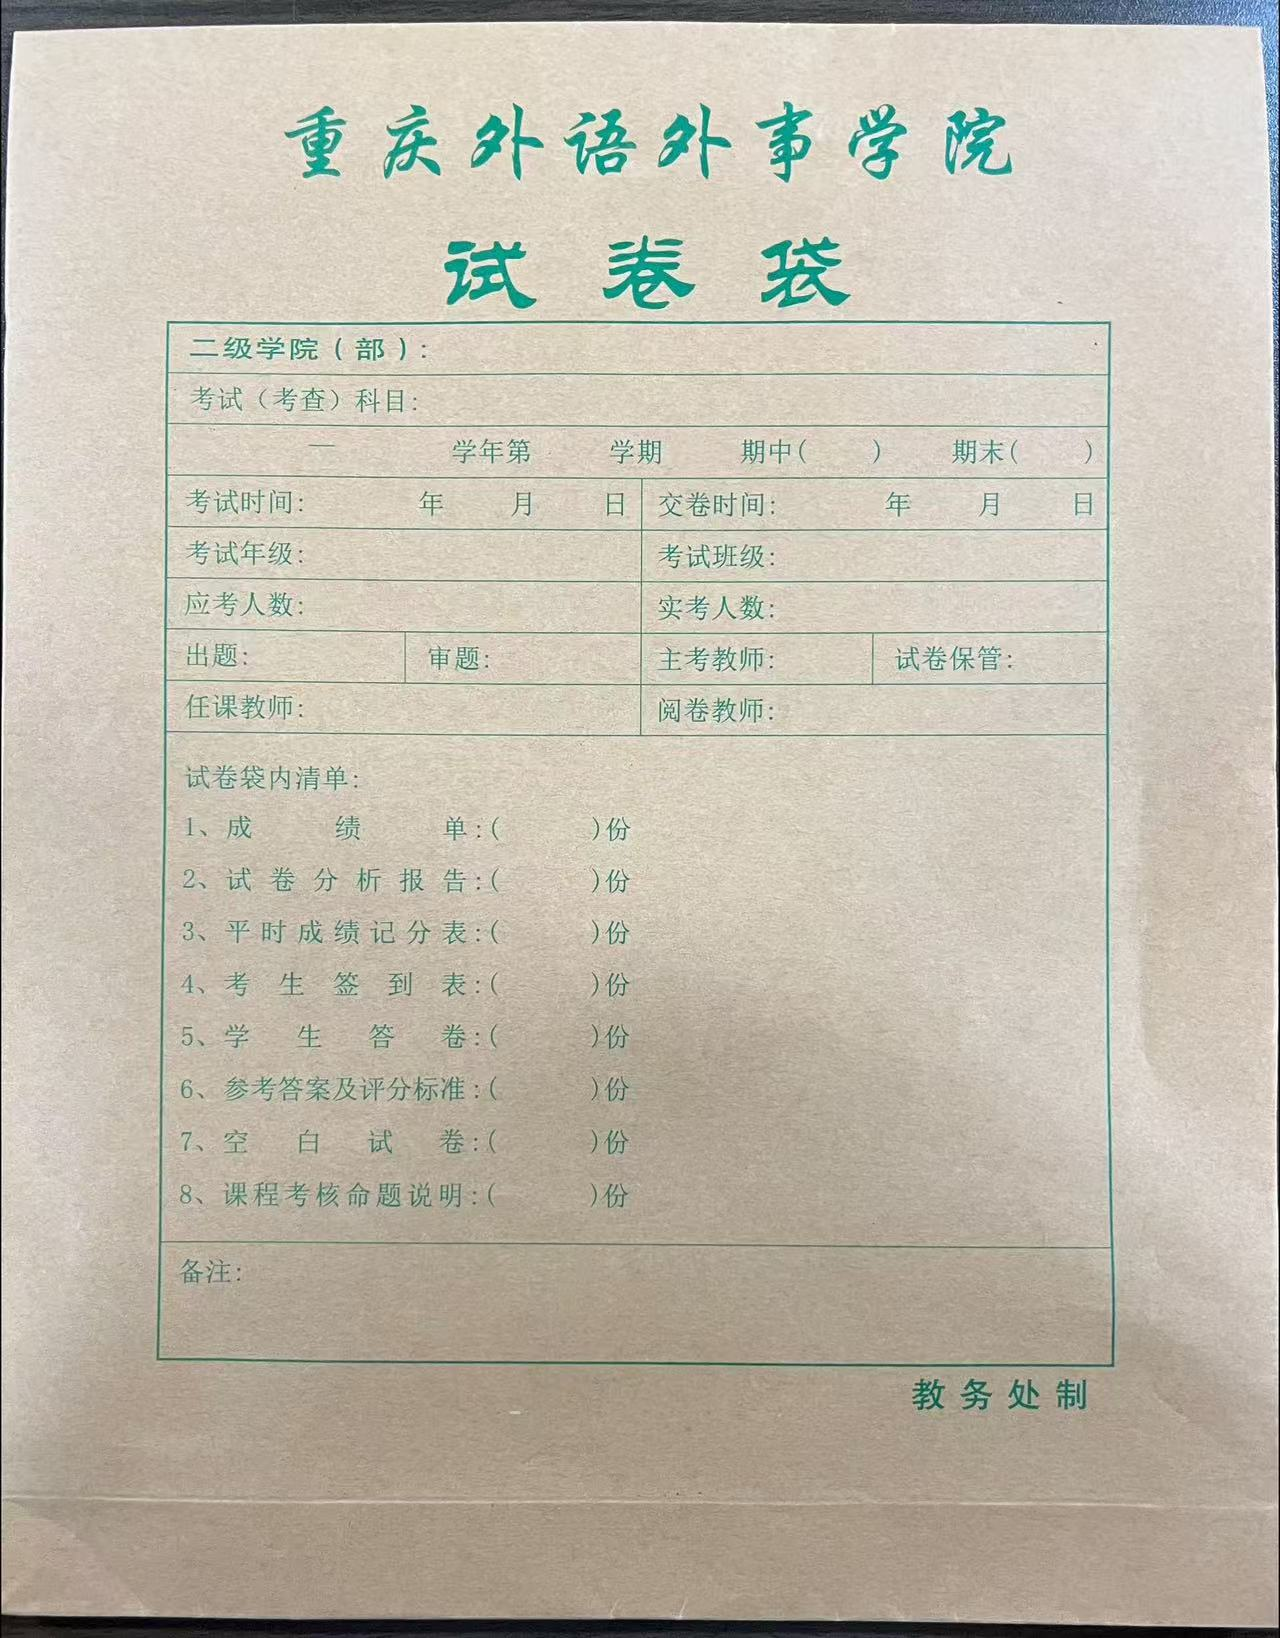 重庆外语外事学院
试卷袋
二级学院（部）：
考试（考查）科目：
— 学年第 学期 期中( ) 期末( )
考试时间： 年 月 日 交卷时间： 年 月 日
考试年级： 考试班级：
应考人数： 实考人数：
出题： 审题： 主考教师： 试卷保管：
任课教师： 阅卷教师：
试卷袋内清单：
1、成绩单：( )份
2、试卷分析报告：( )份
3、平时成绩记分表：( )份
4、考生签到表：( )份
5、学生答卷：( )份
6、参考答案及评分标准：( )份
7、空白试卷：( )份
8、课程考核命题说明：( )份
备注：
教务处制